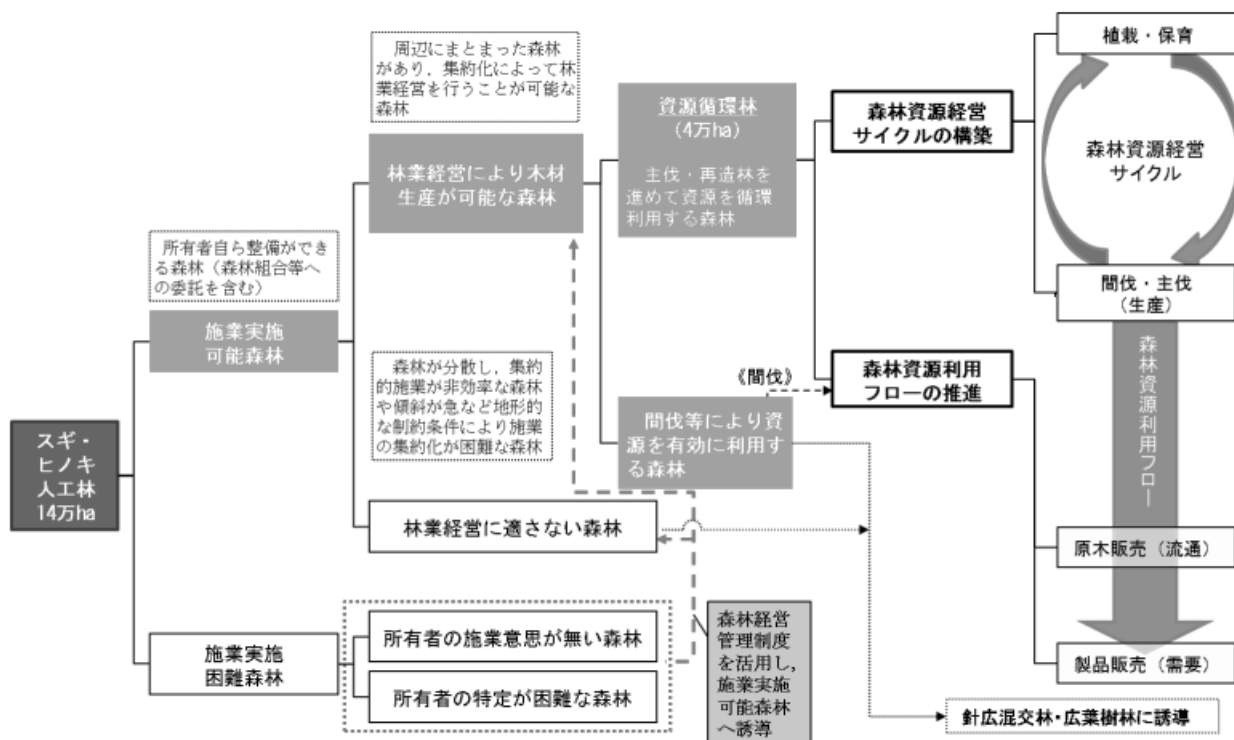 スギ・
ヒノキ
人工林
14万ha
所有者自ら整備ができ
る森林（森林組合等へ
の委託を含む）
施業実施
可能森林
施業実施
困難森林
周辺にまとまった森林
があり，集約化によって林
業経営を行うことが可能な
森林
林業経営により木材
生産が可能な森林
森林が分散し，集約
的施業が非効率な森林
や傾斜が急など地形的
な制約条件により施業
の集約化が困難な森林
林業経営に適さない森林
所有者の施業意思が無い森林
所有者の特定が困難な森林
資源循環林
(4万ha)
主伐・再造林を
進めて資源を循環
利用する森林
間伐等により資
源を有効に利用す
る森林
《間伐》
森林経営
管理制度
を活用し，
施業実施
可能森林
へ誘導
森林資源経営
サイクルの構築
森林資源利用
フローの推進
植栽・保育
森林資源経営
サイクル
間伐・主伐
(生産)
森林資源利用フロー
原木販売（流通）
製品販売（需要）
針広混交林・広葉樹林に誘導